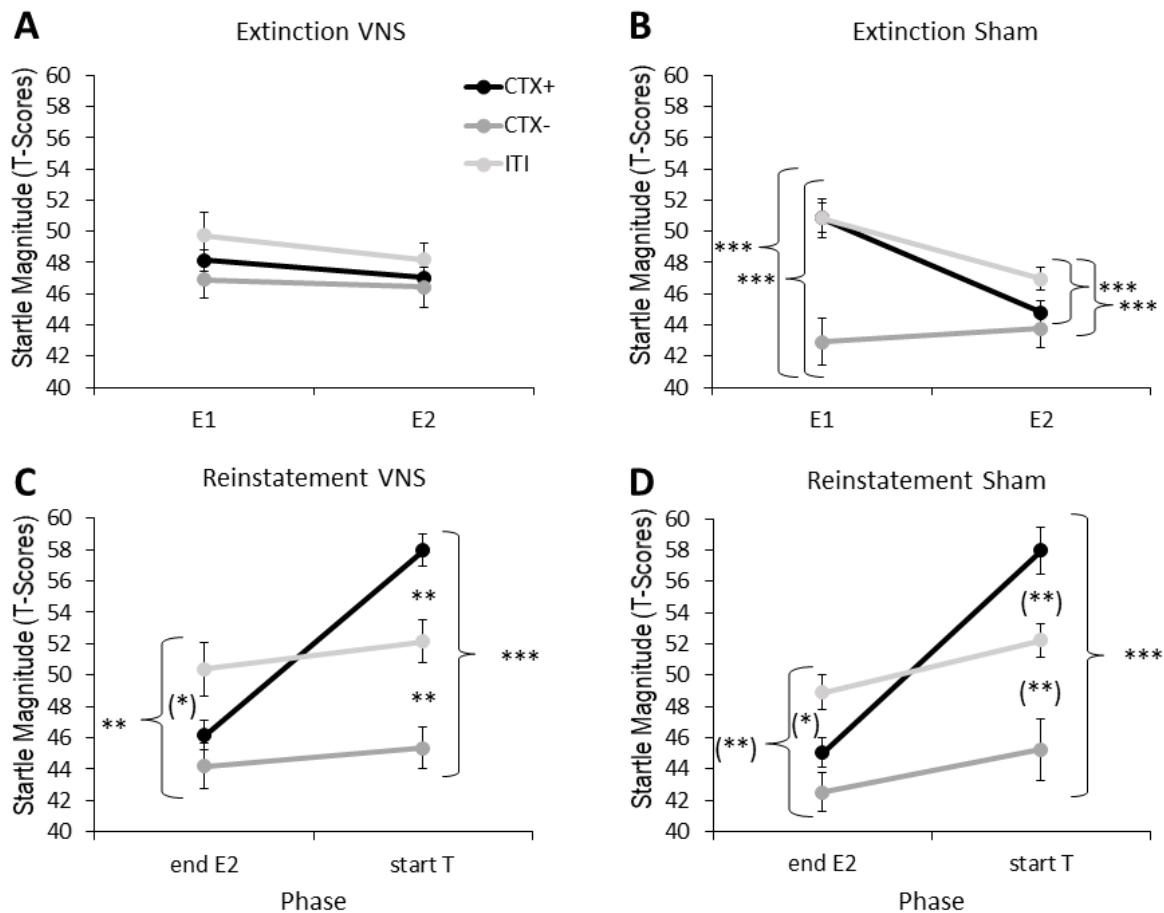 A
Extinction VNS
Startle Magnitude (T-Scores)
60
58
56
54
52
50
48
46
44
42
40
CTX+
CTX-
ITI
E1
E2
B
Extinction Sham
Startle Magnitude (T-Scores)
60
58
56
54
52
50
48
46
44
42
40
***
***
***
***
E1
E2
C
Reinstatement VNS
Startle Magnitude (T-Scores)
60
58
56
54
52
50
48
46
44
42
40
**
(*)
**
**
***
end E2
start T
Phase
D
Reinstatement Sham
Startle Magnitude (T-Scores)
60
58
56
54
52
50
48
46
44
42
40
(**)
(*)
(**)
(**)
***
end E2
start T
Phase